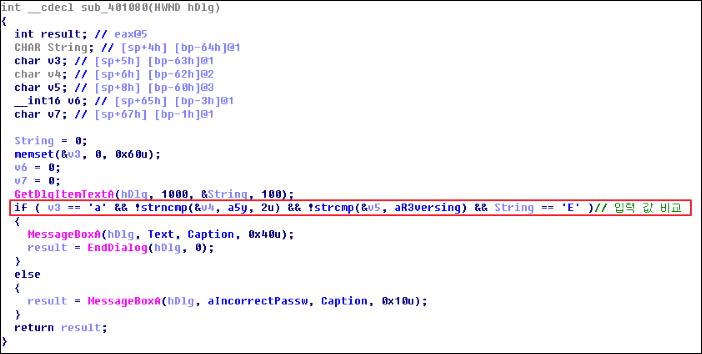 int __cdecl sub_401080(HWND hDlg)
{
int result; // eax@5
CHAR String; // [sp+4h] [bp-64h]@1
char v3; // [sp+5h] [bp-63h]@1
char v4; // [sp+6h] [bp-62h]@2
char v5; // [sp+8h] [bp-60h]@3
__int16 v6; // [sp+65h] [bp-3h]@1
char v7; // [sp+67h] [bp-1h]@1
String = 0;
memset(&v3, 0, 0x60u);
v6 = 0;
v7 = 0;
GetDlgItemTextA(hDlg, 1000, &String, 100);
if ( v3 == 'a' && !strncmp(&v4, a5y, 2u) && !strcmp(&v5, aR3versing) && String == 'E' )// 입력 값 비교
{
MessageBoxA(hDlg, Text, Caption, 0x40u);
result = EndDialog(hDlg, 0);
}
else
{
result = MessageBoxA(hDlg, aIncorrectPassw, Caption, 0x10u);
}
return result;
}